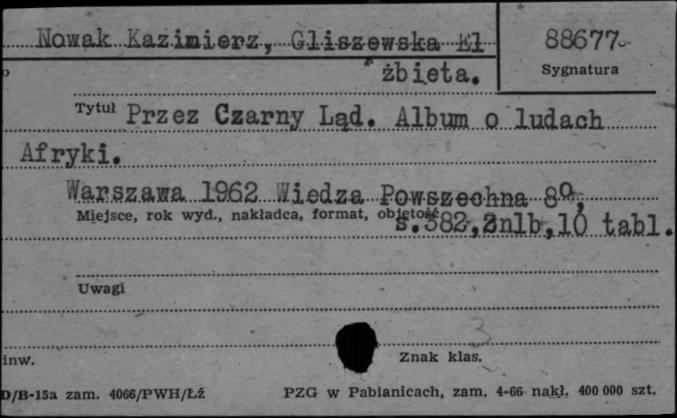 Nowak Kazimierz, Gliszewska El
żbieta.
88677
Sygnatura
Tytuł Przez Czarny Ląd. Album o ludach
Afryki.
Warszawa 1962 Wiedza Powszechna 8º,
Miejsce, rok wyd., nakładca, format, objętość
s.382,2nlb,10 tabl.
Uwagi
3
inw.
Znak klas.
D/B-15a zam. 4066/PWH/Łź
PZG w Pabianicach, zam. 4-66 nakł. 400 000 szt.